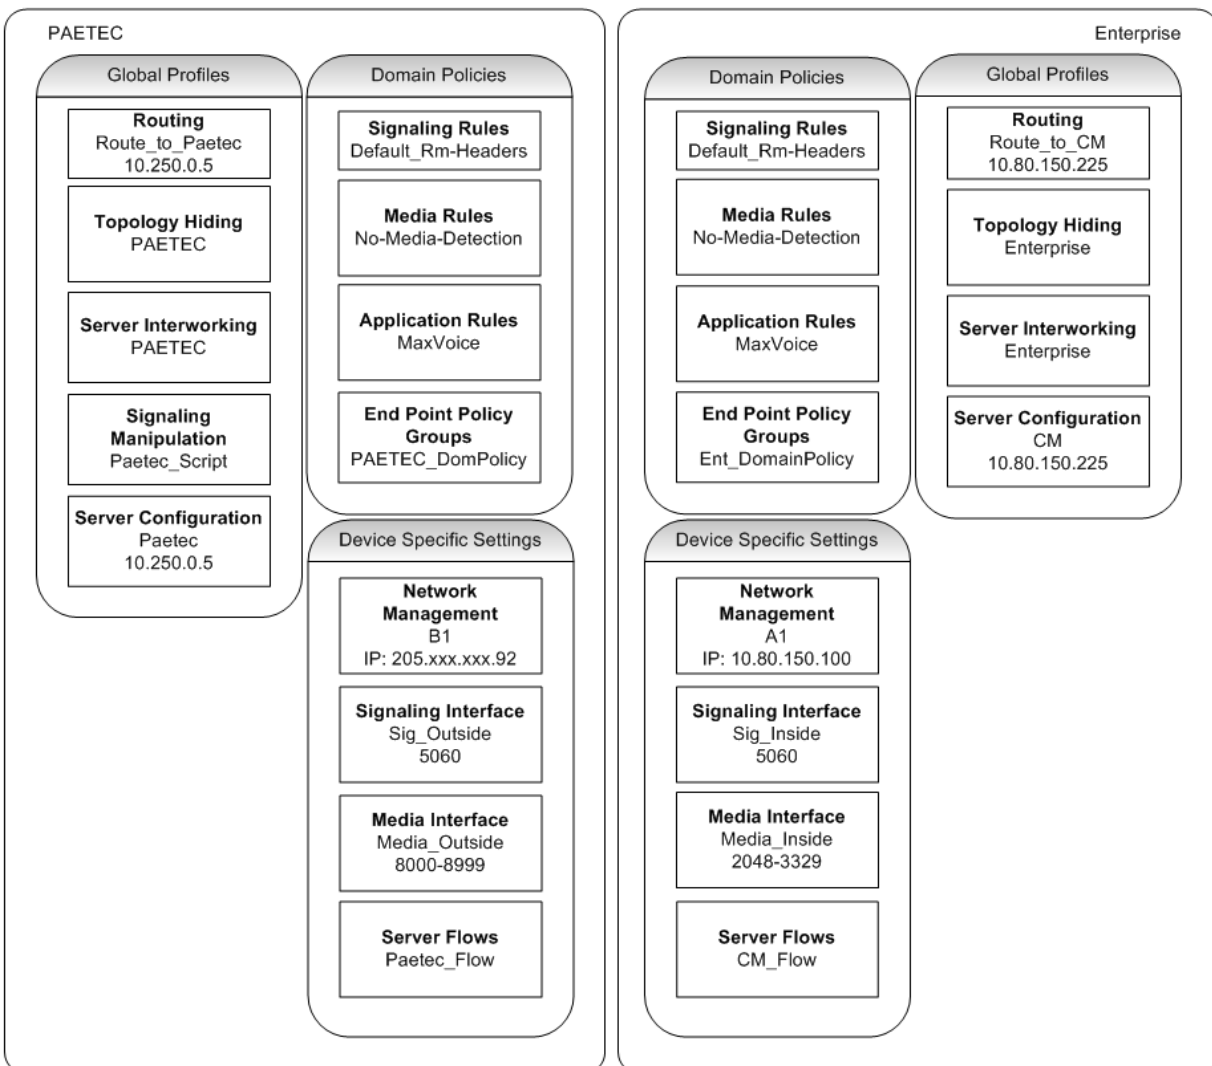 PAETEC
Global Profiles
Routing
Route_to_Paetec
10.250.0.5
Topology Hiding
PAETEC
Server Interworking
PAETEC
Signaling
Manipulation
Paetec_Script
Server Configuration
Paetec
10.250.0.5
Domain Policies
Signaling Rules
Default_Rm-Headers
Media Rules
No-Media-Detection
Application Rules
MaxVoice
End Point Policy
Groups
PAETEC_DomPolicy
Device Specific Settings
Network
Management
B1
IP: 205.xxx.xxx.92
Signaling Interface
Sig_Outside
5060
Media Interface
Media_Outside
8000-8999
Server Flows
Paetec_Flow
Enterprise
Domain Policies
Signaling Rules
Default_Rm-Headers
Media Rules
No-Media-Detection
Application Rules
MaxVoice
End Point Policy
Groups
Ent_DomainPolicy
Device Specific Settings
Network
Management
A1
IP: 10.80.150.100
Signaling Interface
Sig_Inside
5060
Media Interface
Media_Inside
2048-3329
Server Flows
CM_Flow
Global Profiles
Routing
Route_to_CM
10.80.150.225
Topology Hiding
Enterprise
Server Interworking
Enterprise
Server Configuration
CM
10.80.150.225